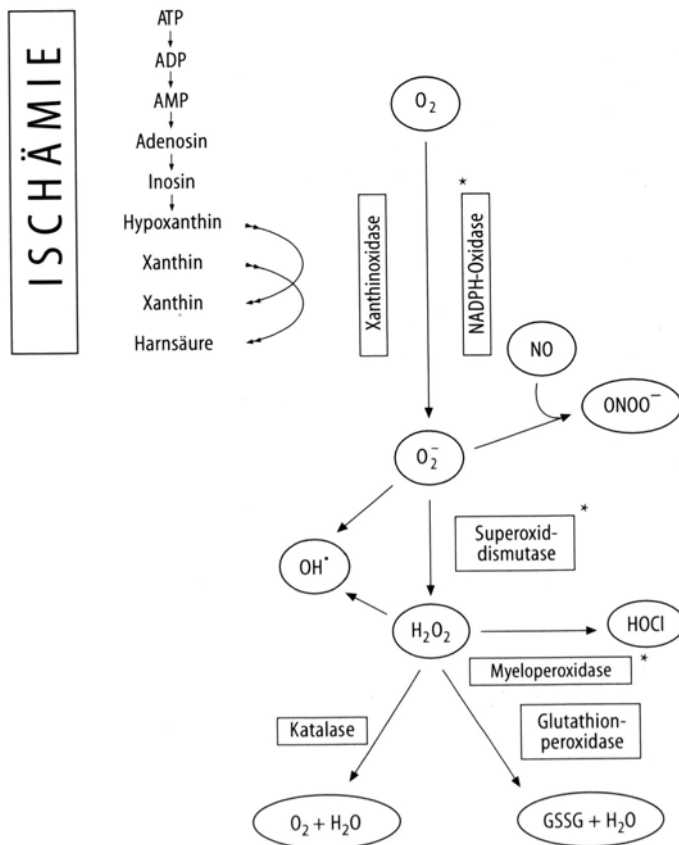 ISCHÄMIE
ATP
ADP
AMP
Adenosin
Inosin
Hypoxanthin
Xanthin
Xanthin
Harnsäure
O₂
Xanthinoxidase
*
NADPH-Oxidase
NO
ONOO⁻
O₂⁻
*
Superoxid-
dismutase
OH•
H₂O₂
HOCl
Myeloperoxidase
*
Katalase
Glutathion-
peroxidase
O₂ + H₂O
GSSG + H₂O